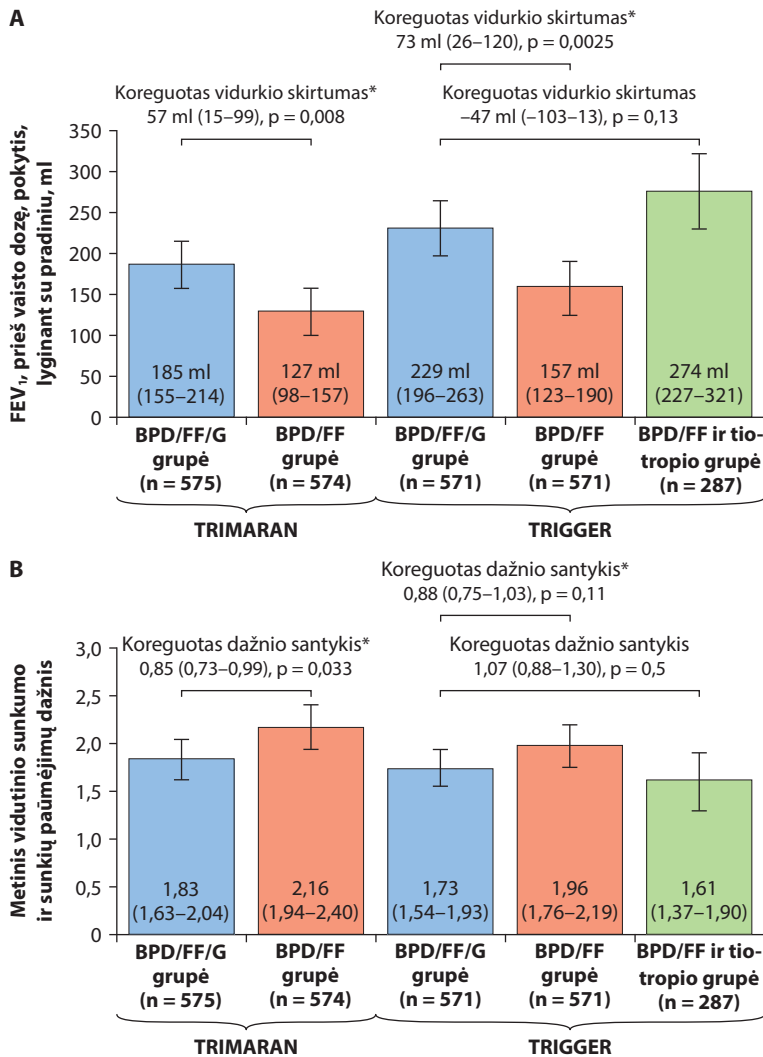 A
Koreguotas vidurkio skirtumas*
73 ml (26–120), p = 0,0025
Koreguotas vidurkio skirtumas*
57 ml (15–99), p = 0,008
Koreguotas vidurkio skirtumas
–47 ml (–103–13), p = 0,13
FEV₁, prieš vaisto dozę, pokytis,
lyginant su pradiniu, ml
350
300
250
200
150
100
50
0
185 ml
(155–214)
127 ml
(98–157)
229 ml
(196–263)
157 ml
(123–190)
274 ml
(227–321)
BPD/FF/G
grupė
(n = 575)
BPD/FF
grupė
(n = 574)
BPD/FF/G
grupė
(n = 571)
BPD/FF
grupė
(n = 571)
BPD/FF ir tio-
tropio grupė
(n = 287)
TRIMARAN
TRIGGER
B
Koreguotas dažnio santykis*
0,88 (0,75–1,03), p = 0,11
Koreguotas dažnio santykis*
0,85 (0,73–0,99), p = 0,033
Koreguotas dažnio santykis
1,07 (0,88–1,30), p = 0,5
Metinis vidutinio sunkumo
ir sunkių paūmėjimų dažnis
3,0
2,5
2,0
1,5
1,0
0,5
0
1,83
(1,63–2,04)
2,16
(1,94–2,40)
1,73
(1,54–1,93)
1,96
(1,76–2,19)
1,61
(1,37–1,90)
BPD/FF/G
grupė
(n = 575)
BPD/FF
grupė
(n = 574)
BPD/FF/G
grupė
(n = 571)
BPD/FF
grupė
(n = 571)
BPD/FF ir tio-
tropio grupė
(n = 287)
TRIMARAN
TRIGGER